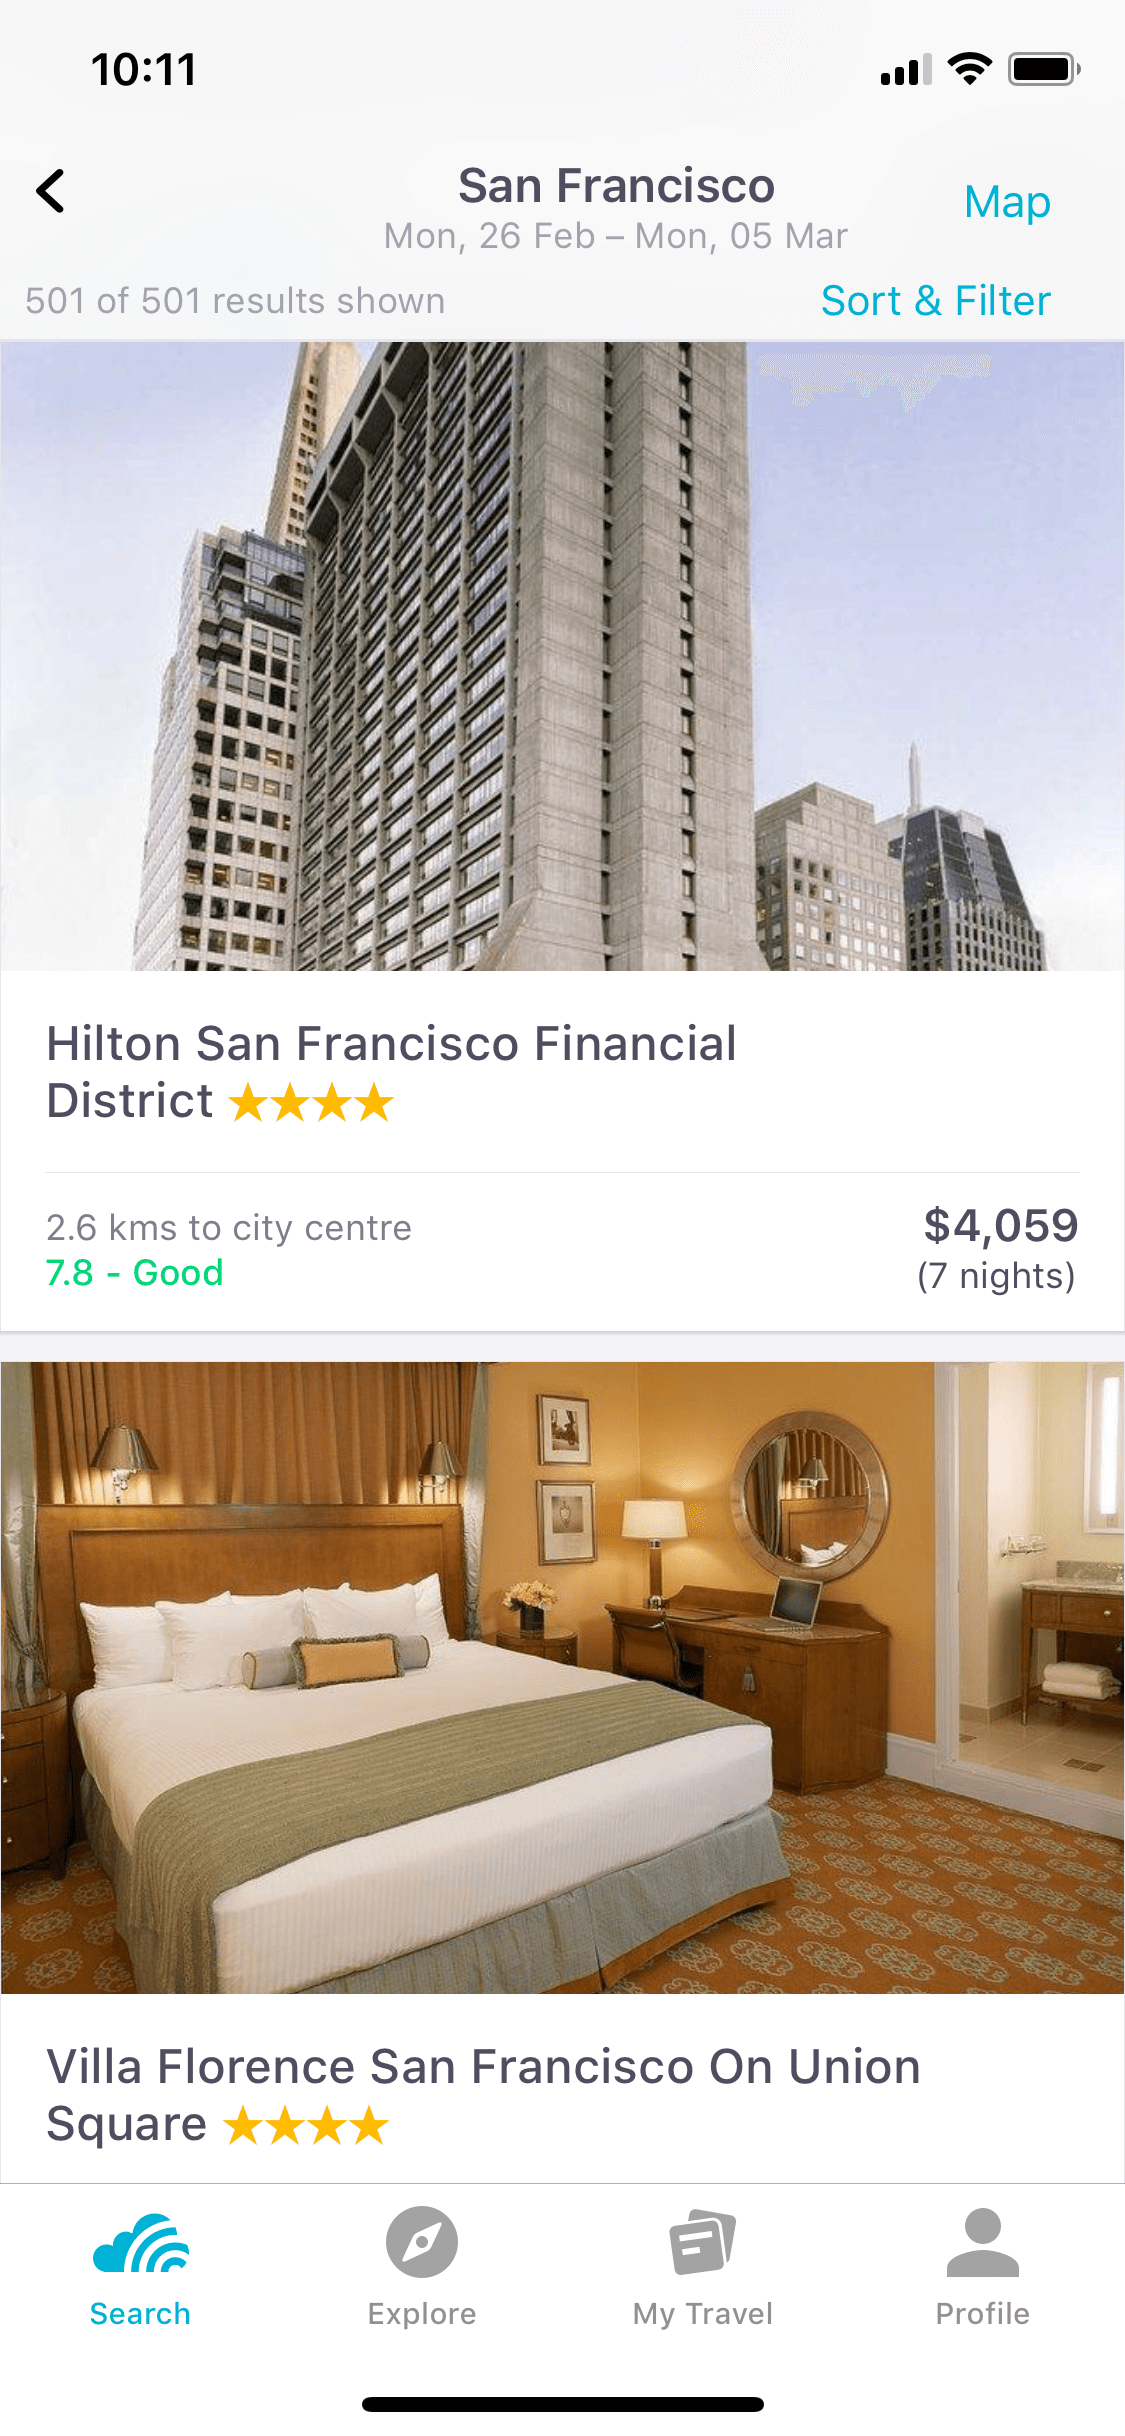 10:11
San Francisco
Map
Mon, 26 Feb – Mon, 05 Mar
501 of 501 results shown
Sort & Filter
Hilton San Francisco Financial
District
2.6 kms to city centre
$4,059
7.8 - Good
(7 nights)
Villa Florence San Francisco On Union
Square
Search
Explore
My Travel
Profile